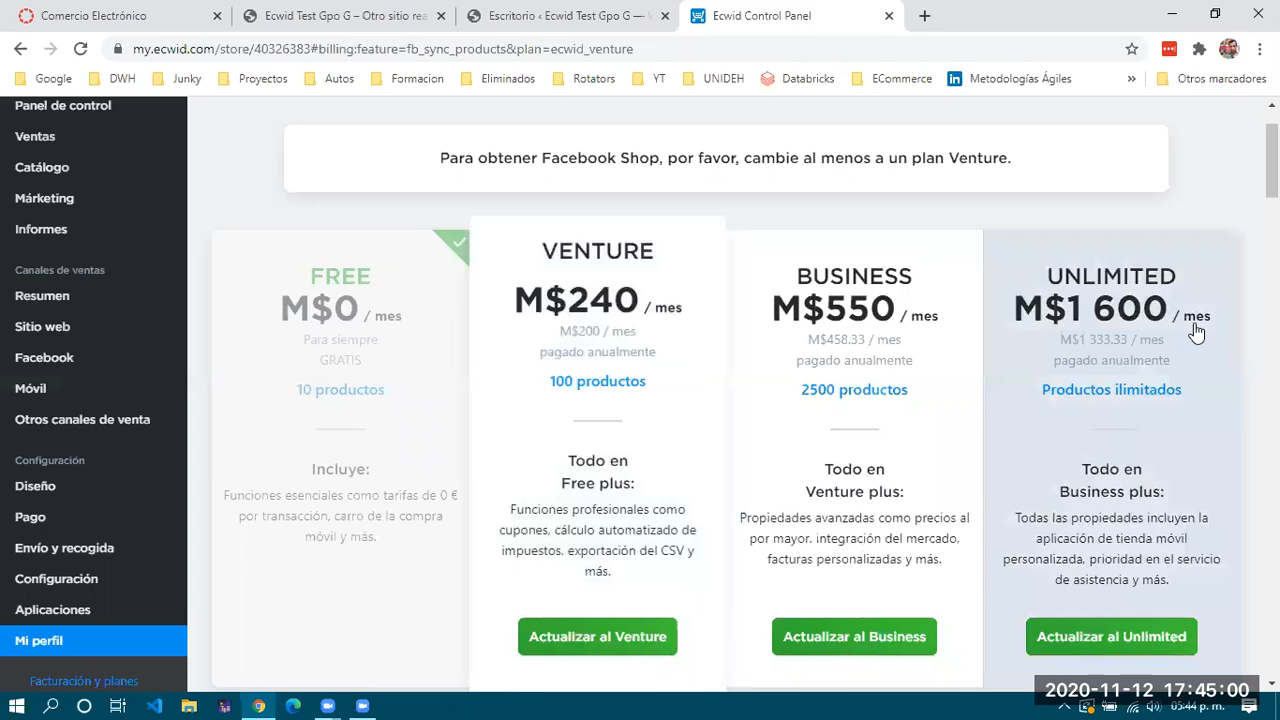 Comercio Electrónico
Ecwid Test Gpo G – Otro sitio re
Escritorio ‹ Ecwid Test Gpo G —
Ecwid Control Panel
my.ecwid.com/store/40326383#billing:feature=fb_sync_products&plan=ecwid_venture
Google
DWH
Junky
Proyectos
Autos
Formacion
Eliminados
Rotators
YT
UNIDEH
Databricks
ECommerce
Metodologías Ágiles
»
Otros marcadores
Panel de control
Ventas
Catálogo
Márketing
Informes
Canales de ventas
Resumen
Sitio web
Facebook
Móvil
Otros canales de venta
Configuración
Diseño
Pago
Envío y recogida
Configuración
Aplicaciones
Mi perfil
Facturación y planes
Para obtener Facebook Shop, por favor, cambie al menos a un plan Venture.
FREE
M$0 / mes
Para siempre
GRATIS
10 productos
Incluye:
Funciones esenciales como tarifas de 0 €
por transacción, carro de la compra
móvil y más.
VENTURE
M$240 / mes
M$200 / mes
pagado anualmente
100 productos
Todo en
Free plus:
Funciones profesionales como
cupones, cálculo automatizado de
impuestos, exportación del CSV y
más.
Actualizar al Venture
BUSINESS
M$550 / mes
M$458.33 / mes
pagado anualmente
2500 productos
Todo en
Venture plus:
Propiedades avanzadas como precios al
por mayor. integración del mercado,
facturas personalizadas y más.
Actualizar al Business
UNLIMITED
M$1 600 / mes
M$1 333.33 / mes
pagado anualmente
Productos ilimitados
Todo en
Business plus:
Todas las propiedades incluyen la
aplicación de tienda móvil
personalizada, prioridad en el servicio
de asistencia y más.
Actualizar al Unlimited
2020-11-12 17:45:00
05:44 p. m.